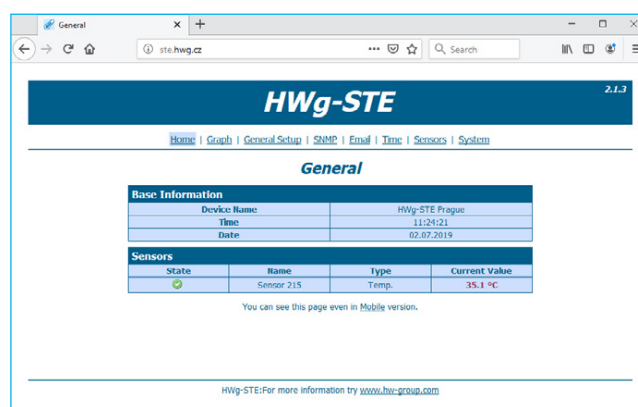 General
ste.hwg.cz
Search
HWg-STE
2.1.3
Home | Graph | General Setup | SNMP | Email | Time | Sensors | System
General
Base Information
Device Name HWg-STE Prague
Time 11:24:21
Date 02.07.2019
Sensors
State Name Type Current Value
Sensor 215 Temp. 35.1 ºC
You can see this page even in Mobile version.
HWg-STE:For more information try www.hw-group.com